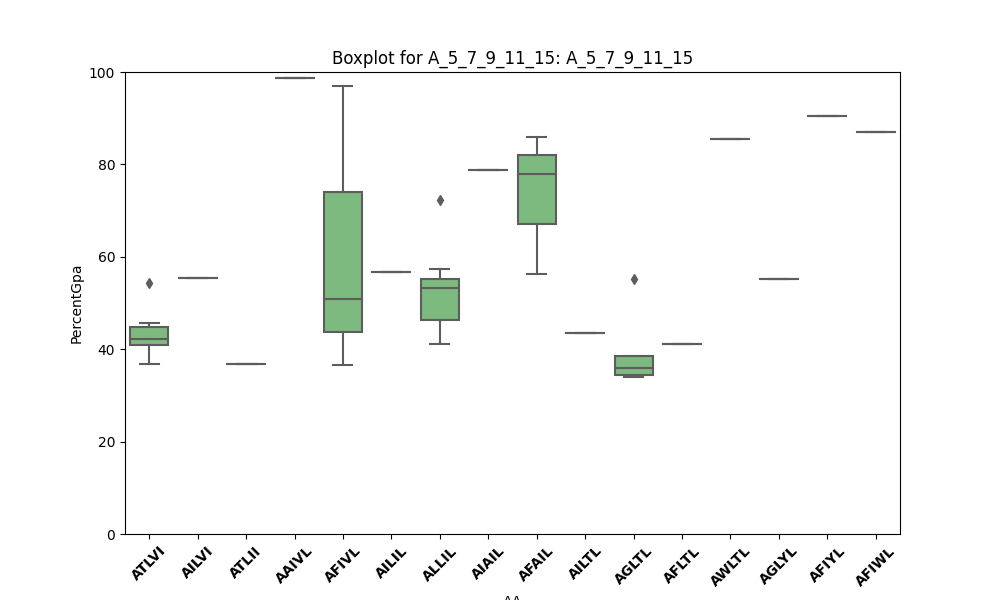 Boxplot for A_5_7_9_11_15: A_5_7_9_11_15
PercentGpa
100
80
60
40
20
0
ATLVI
AILVI
ATLII
AAIVL
AFIVL
AILIL
ALLIL
AIAIL
AFAIL
AILTL
AGLTL
AFLTL
AWLTL
AGLYL
AFIYL
AFIWL